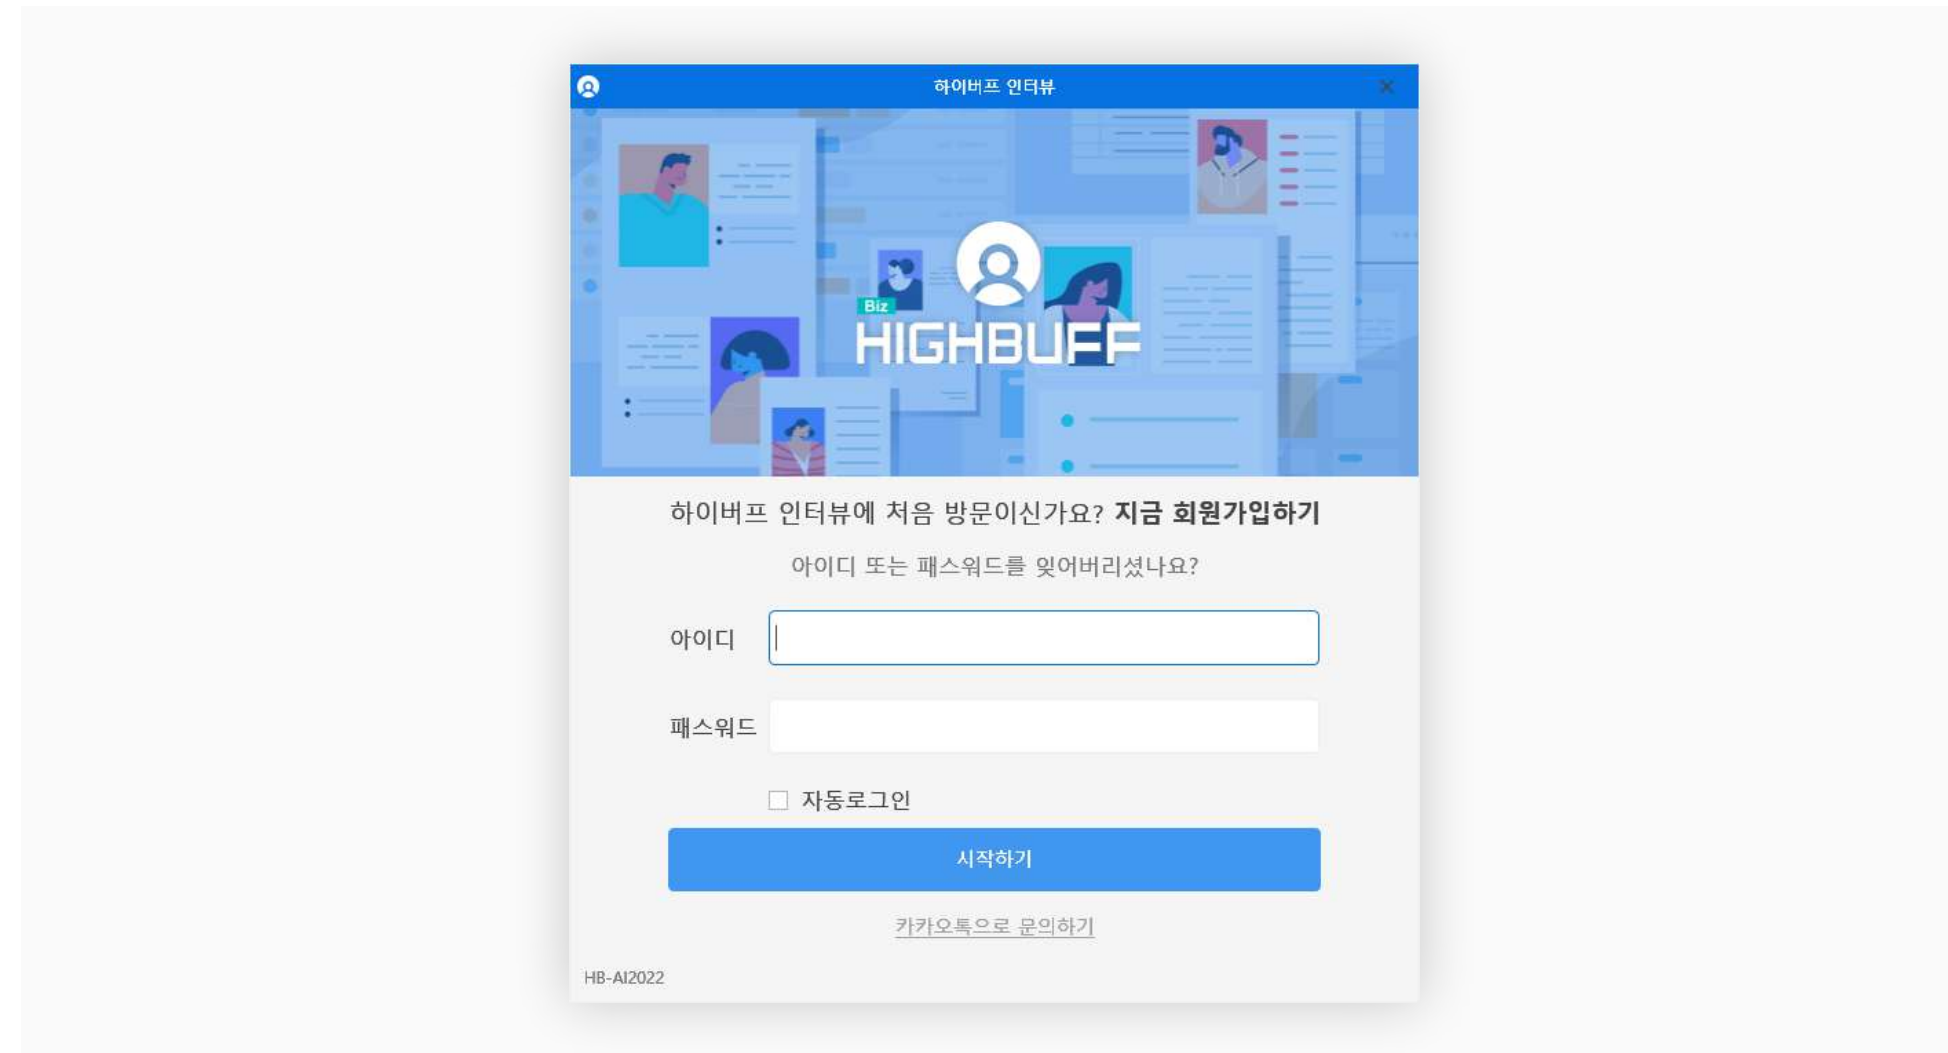 하이버프 인터뷰
Biz
HIGHBUFF
하이버프 인터뷰에 처음 방문이신가요? 지금 회원가입하기
아이디 또는 패스워드를 잊어버리셨나요?
아이디
패스워드
자동로그인
시작하기
카카오톡으로 문의하기
HB-AI2022